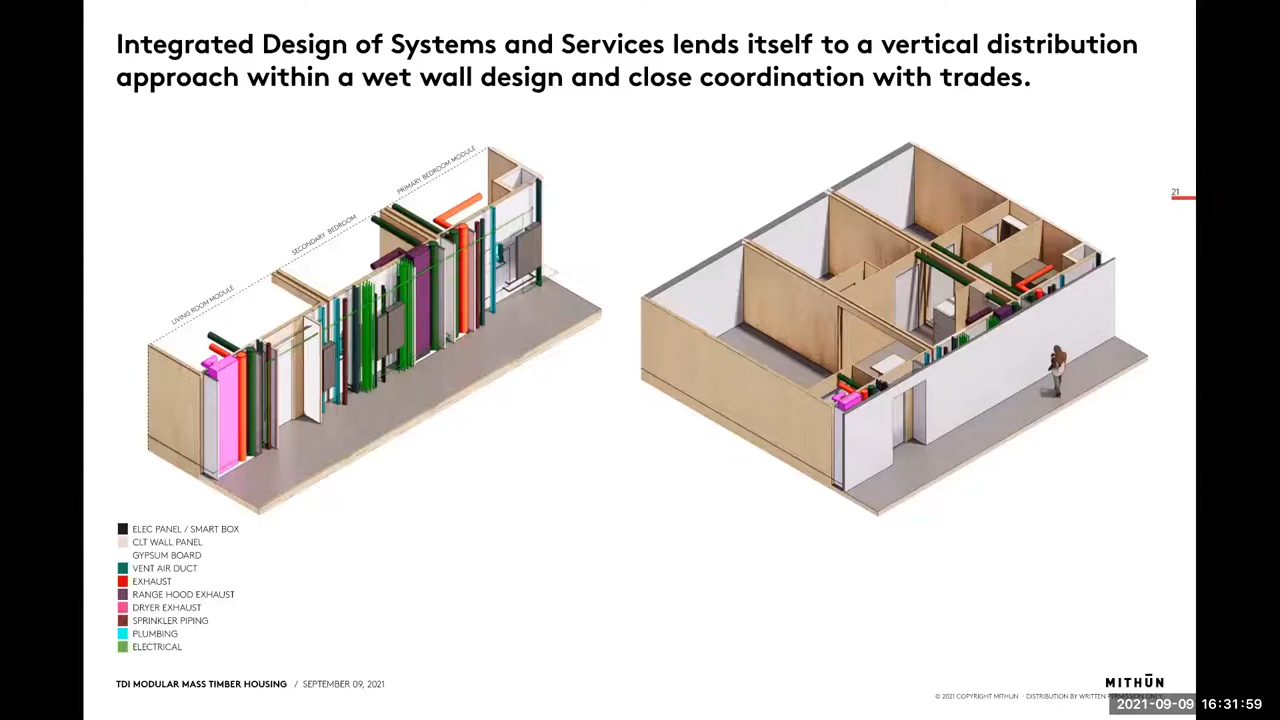 Integrated Design of Systems and Services lends itself to a vertical distribution
approach within a wet wall design and close coordination with trades.
PRIMARY BEDROOM MODULE
SECONDARY BEDROOM
LIVING ROOM MODULE
21
ELEC PANEL / SMART BOX
CLT WALL PANEL
GYPSUM BOARD
VENT AIR DUCT
EXHAUST
RANGE HOOD EXHAUST
DRYER EXHAUST
SPRINKLER PIPING
PLUMBING
ELECTRICAL
TDI MODULAR MASS TIMBER HOUSING / SEPTEMBER 09, 2021
MITHŪN
© 2021 COPYRIGHT MITHUN - DISTRIBUTION BY WRITTEN PERMISSION ONLY
2021-09-09 16:31:59